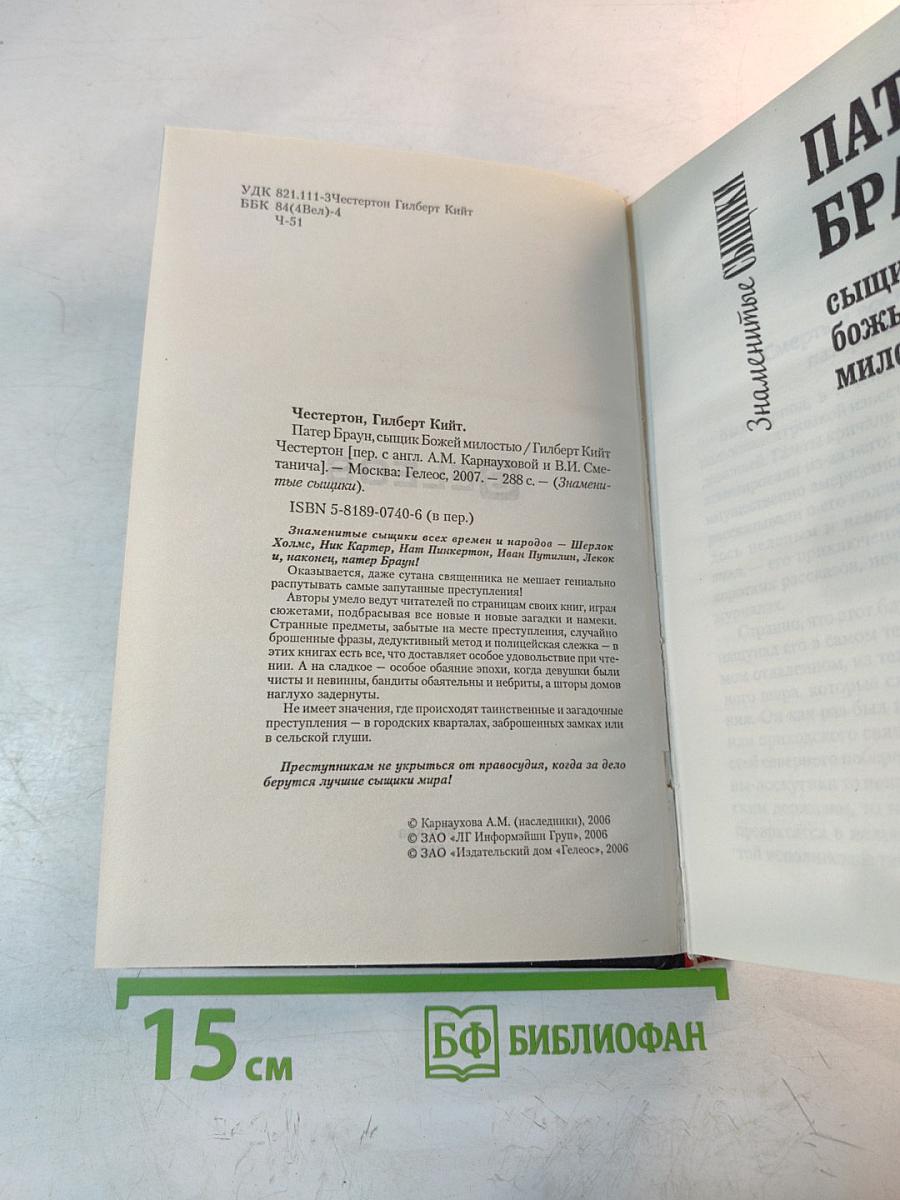 УДК 821.111-3Честертон Гилберт Кийт
ББК 84(4Вел)-4
Ч-51
Честертон, Гилберт Кийт.
Патер Браун, сыщик Божей милостью / Гилберт Кийт
Честертон [пер. с англ. А.М. Карнауховой и В.И. Сме-
танича]. — Москва: Гелеос, 2007. — 288 с. — (Знамени-
тые сыщики).
ISBN 5-8189-0740-6 (в пер.)
Знаменитые сыщики всех времен и народов — Шерлок
Холмс, Ник Картер, Нат Пинкертон, Иван Путилин, Лекок
и, наконец, патер Браун!
Оказывается, даже сутана священника не мешает гениально
распутывать самые запутанные преступления!
Авторы умело ведут читателей по страницам своих книг, играя
сюжетами, подбрасывая все новые и новые загадки и намеки.
Странные предметы, забытые на месте преступления, случайно
брошенные фразы, дедуктивный метод и полицейская слежка — в
этих книгах есть все, что доставляет особое удовольствие при чте-
нии. А на сладкое — особое обаяние эпохи, когда девушки были
чисты и невинны, бандиты обаятельны и небриты, а шторы домов
наглухо задернуты.
Не имеет значения, где происходят таинственные и загадочные
преступления — в городских кварталах, заброшенных замках или
в сельской глуши.
Преступникам не укрыться от правосудия, когда за дело
берутся лучшие сыщики мира!
© Карнаухова А.М. (наследники), 2006
© ЗАО «ЛГ Информэйшн Груп», 2006
© ЗАО «Издательский дом «Гелеос», 2006
Знаменитые сыщики
ПАТ
БРА
сыщи
божь
мило
15 см
БФ БИБЛИОФАН